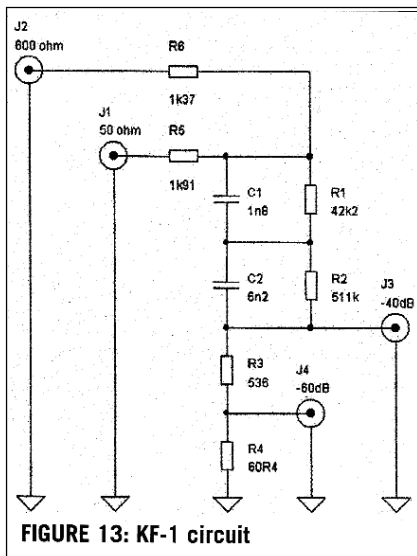 J2
600 ohm
R6
1k37
J1
50 ohm
R5
1k91
C1
1n8
R1
42k2
C2
6n2
R2
511k
J3
-40dB
R3
536
J4
-60dB
R4
60R4
FIGURE 13: KF-1 circuit